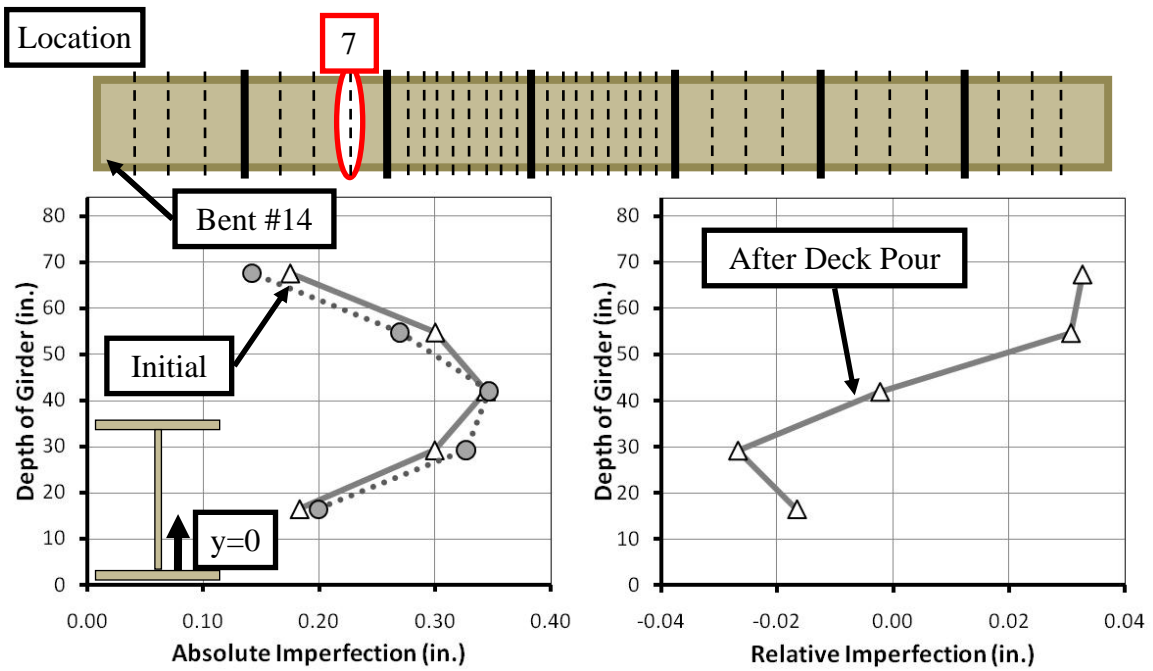 Location
7
Bent #14
80
70
60
50
40
30
20
10
0
Depth of Girder (in.)
Initial
y=0
0.00 0.10 0.20 0.30 0.40
Absolute Imperfection (in.)
80
70
60
50
40
30
20
10
0
Depth of Girder (in.)
After Deck Pour
-0.04 -0.02 0.00 0.02 0.04
Relative Imperfection (in.)